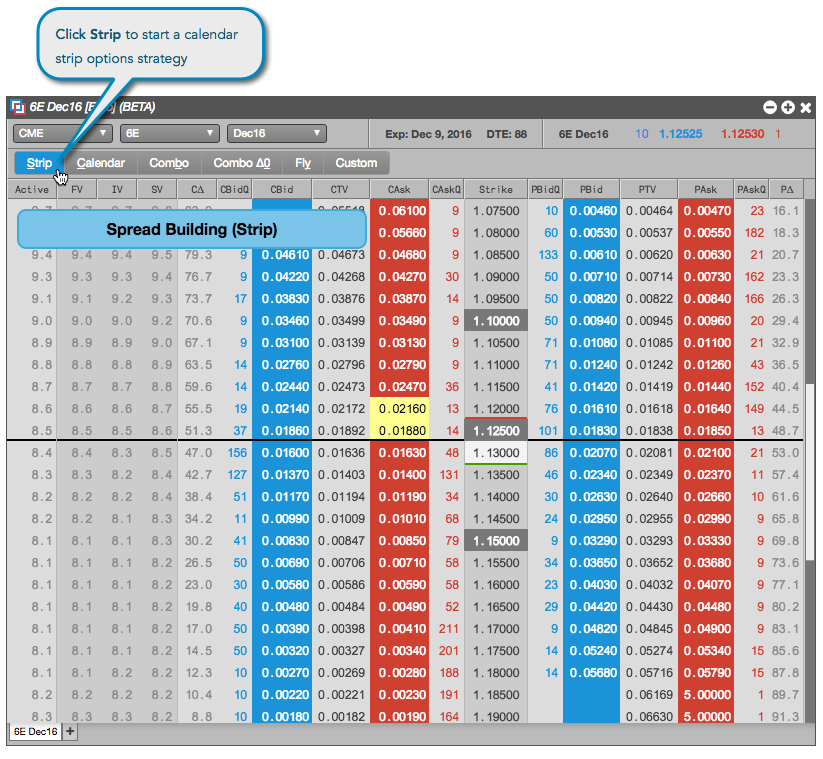 Click Strip to start a calendar
strip options strategy
6E Dec16 (BETA)
CME 6E Dec16 Exp: Dec 9, 2016 DTE: 88 6E Dec16 10 1.12525 1.12530 1
Strip Calendar Combo Combo Δ0 Fly Custom
Active FV IV SV CΔ CBidQ CBid CTV CAsk CAskQ Strike PBidQ PBid PTV PAsk PAskQ PΔ
0.06100 9 1.07500 10 0.00460 0.00464 0.00470 23 16.1
Spread Building (Strip) 0.05660 9 1.08000 60 0.00530 0.00537 0.00550 182 18.3
9.4 9.4 9.4 9.5 79.3 9 0.04610 0.04673 0.04680 9 1.08500 133 0.00610 0.00620 0.00630 21 20.7
9.3 9.3 9.3 9.4 76.7 9 0.04220 0.04268 0.04270 30 1.09000 50 0.00710 0.00714 0.00730 162 23.3
9.1 9.1 9.2 9.3 73.7 17 0.03830 0.03876 0.03870 14 1.09500 50 0.00820 0.00822 0.00840 166 26.3
9.0 9.0 9.0 9.2 70.6 9 0.03460 0.03499 0.03490 9 1.10000 50 0.00940 0.00945 0.00960 20 29.4
8.9 8.9 8.9 9.0 67.1 9 0.03100 0.03139 0.03130 9 1.10500 71 0.01080 0.01085 0.01100 21 32.9
8.8 8.8 8.8 8.9 63.5 14 0.02760 0.02796 0.02790 9 1.11000 71 0.01240 0.01242 0.01260 43 36.5
8.7 8.7 8.7 8.8 59.6 14 0.02440 0.02473 0.02470 36 1.11500 41 0.01420 0.01419 0.01440 152 40.4
8.6 8.6 8.6 8.7 55.5 19 0.02140 0.02172 0.02160 13 1.12000 76 0.01610 0.01618 0.01640 149 44.5
8.5 8.5 8.5 8.6 51.3 37 0.01860 0.01892 0.01880 14 1.12500 101 0.01830 0.01838 0.01850 13 48.7
8.4 8.4 8.3 8.5 47.0 156 0.01600 0.01636 0.01630 48 1.13000 86 0.02070 0.02081 0.02100 21 53.0
8.3 8.3 8.2 8.4 42.7 127 0.01370 0.01403 0.01400 131 1.13500 46 0.02340 0.02349 0.02370 11 57.4
8.2 8.2 8.2 8.4 38.4 51 0.01170 0.01194 0.01190 34 1.14000 30 0.02630 0.02640 0.02660 10 61.6
8.2 8.2 8.1 8.3 34.2 11 0.00990 0.01009 0.01010 68 1.14500 24 0.02950 0.02955 0.02990 9 65.8
8.2 8.2 8.1 8.3 30.2 41 0.00830 0.00847 0.00850 79 1.15000 9 0.03290 0.03293 0.03330 9 69.8
8.1 8.1 8.1 8.2 26.5 50 0.00690 0.00706 0.00710 58 1.15500 34 0.03650 0.03652 0.03680 9 73.6
8.1 8.1 8.1 8.2 23.0 30 0.00580 0.00586 0.00590 58 1.16000 23 0.04030 0.04032 0.04070 9 77.1
8.1 8.1 8.1 8.2 19.8 40 0.00480 0.00484 0.00490 52 1.16500 29 0.04420 0.04430 0.04480 9 80.2
8.1 8.1 8.1 8.2 17.0 50 0.00390 0.00398 0.00410 211 1.17000 9 0.04820 0.04845 0.04900 9 83.1
8.1 8.1 8.1 8.2 14.5 50 0.00320 0.00327 0.00340 201 1.17500 14 0.05240 0.05274 0.05340 15 85.6
8.1 8.1 8.2 8.2 12.3 10 0.00270 0.00269 0.00280 188 1.18000 14 0.05680 0.05716 0.05790 15 87.8
8.2 8.2 8.2 8.2 10.4 10 0.00220 0.00221 0.00230 191 1.18500 0.06169 5.00000 1 89.7
8.3 8.3 8.3 8.2 8.8 10 0.00180 0.00182 0.00190 164 1.19000 0.06630 5.00000 1 91.3
6E Dec16 +